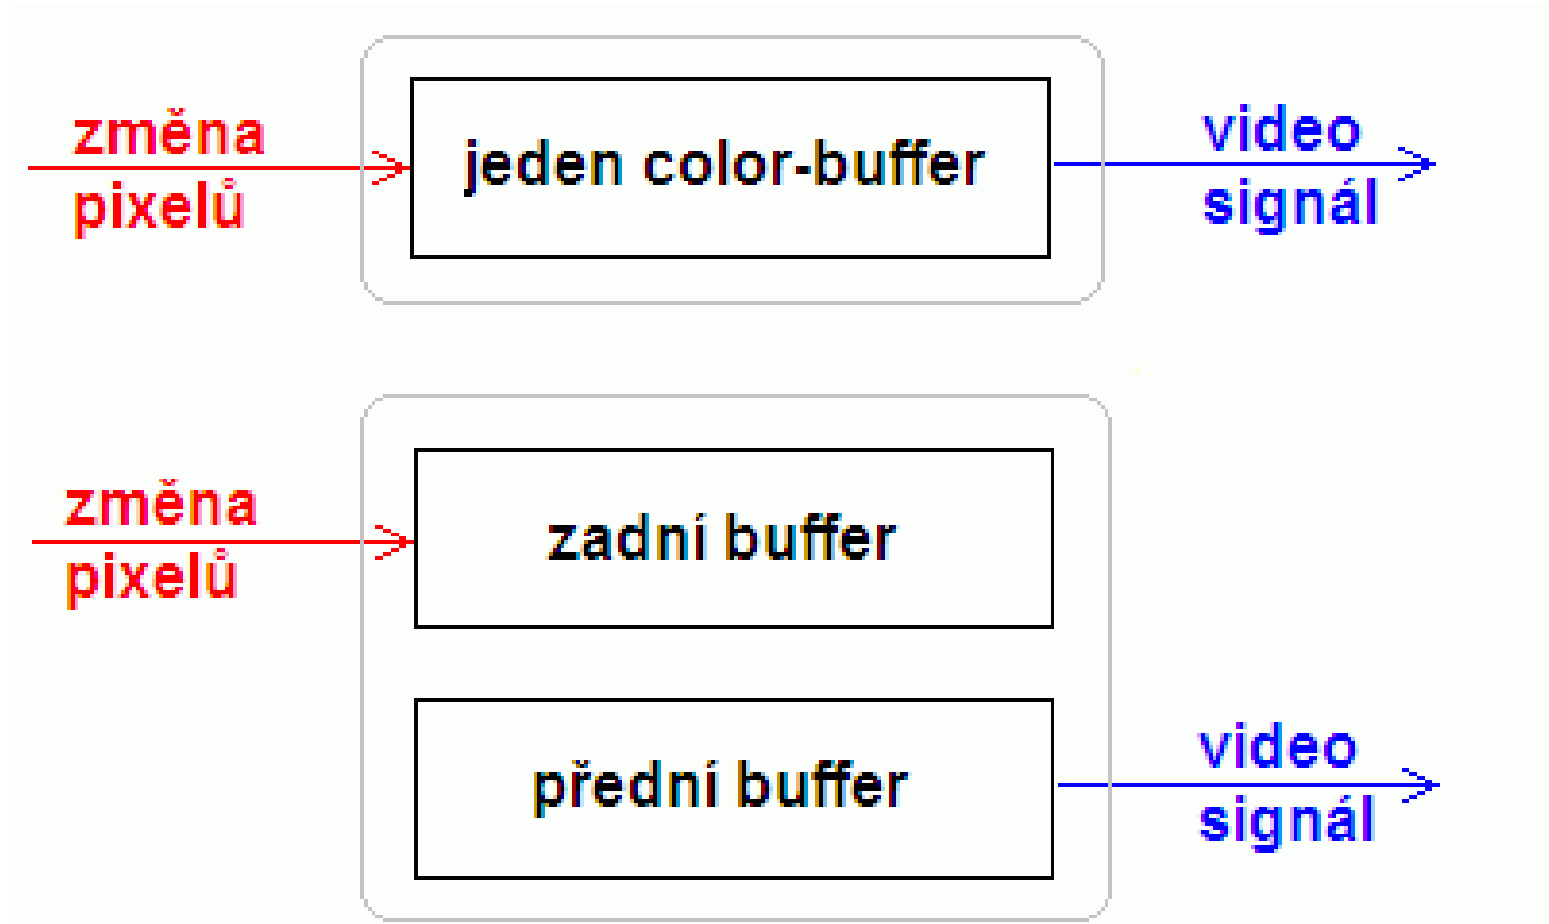 změna
pixelů
jeden color-buffer
video
signál
změna
pixelů
zadní buffer
přední buffer
video
signál